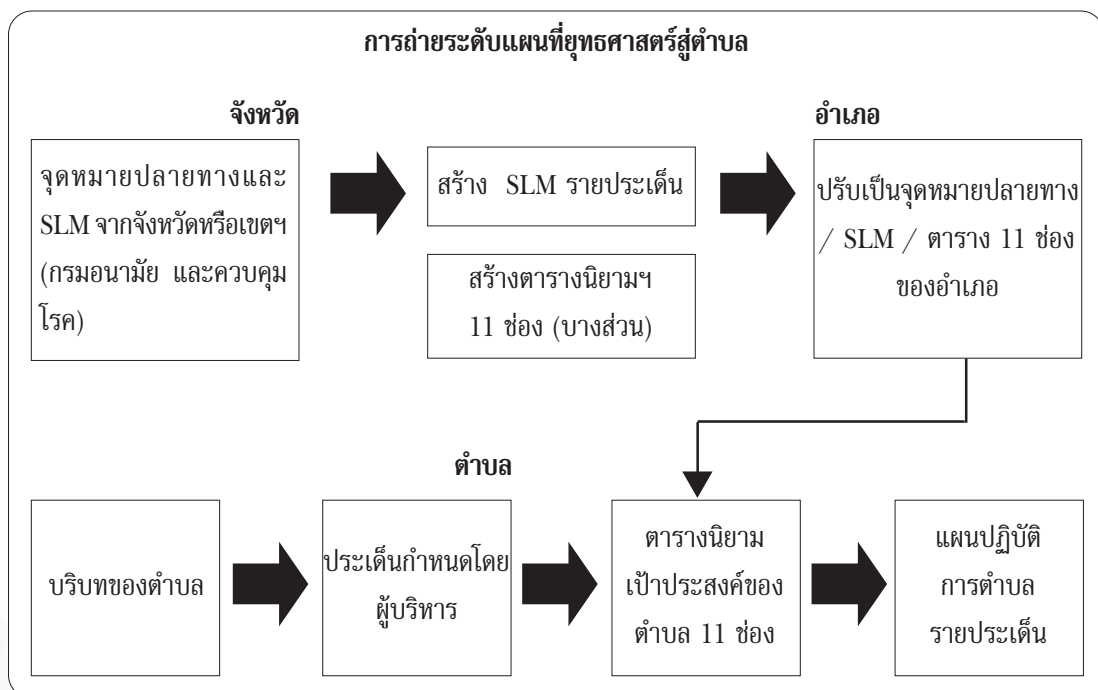 การถ่ายระดับแผนที่ยุทธศาสตร์สู่ตำบล
จังหวัด
จุดหมายปลายทางและ
SLM จากจังหวัดหรือเขตฯ
(กรมอนามัย และควบคุม
โรค)
สร้าง SLM รายประเด็น
สร้างตารางนิยามฯ
11 ช่อง (บางส่วน)
อำเภอ
ปรับเป็นจุดหมายปลายทาง
/ SLM / ตาราง 11 ช่อง
ของอำเภอ
ตำบล
บริบทของตำบล
ประเด็นกำหนดโดย
ผู้บริหาร
ตารางนิยาม
เป้าประสงค์ของ
ตำบล 11 ช่อง
แผนปฏิบัติ
การตำบล
รายประเด็น